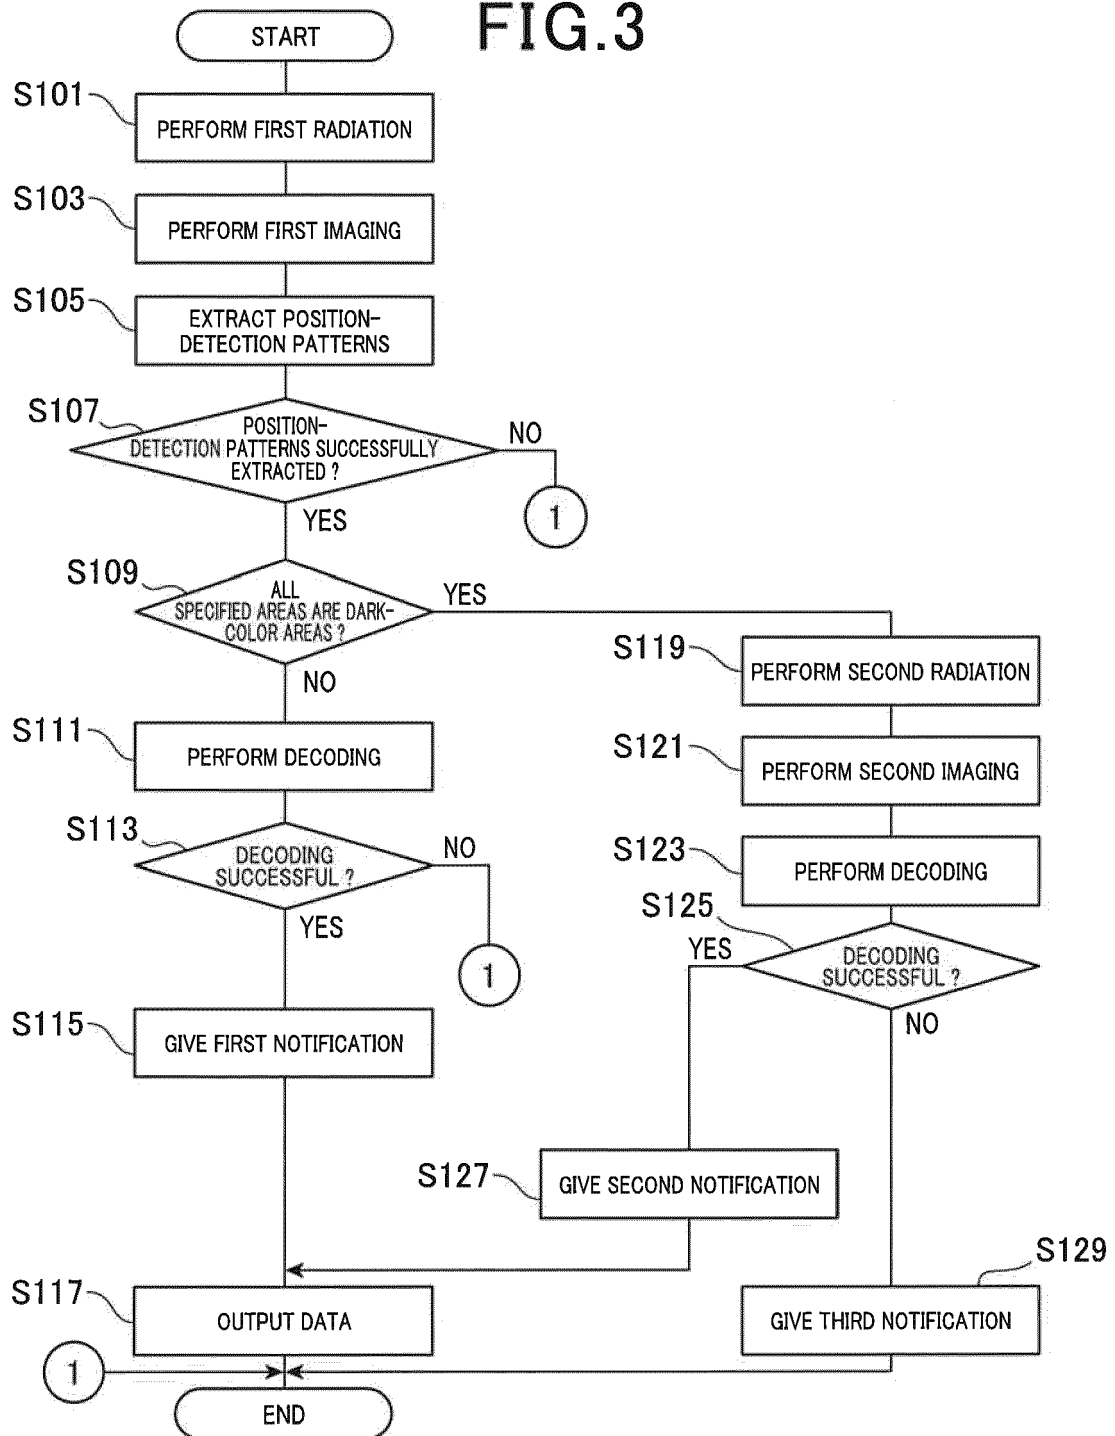 FIG.3
START
S101
PERFORM FIRST RADIATION
S103
PERFORM FIRST IMAGING
S105
EXTRACT POSITION-
DETECTION PATTERNS
S107
POSITION-
DETECTION PATTERNS SUCCESSFULLY
EXTRACTED ?
NO
1
YES
S109
ALL
SPECIFIED AREAS ARE DARK-
COLOR AREAS ?
YES
NO
S111
PERFORM DECODING
S113
DECODING
SUCCESSFUL ?
NO
1
YES
S115
GIVE FIRST NOTIFICATION
S119
PERFORM SECOND RADIATION
S121
PERFORM SECOND IMAGING
S123
PERFORM DECODING
S125
DECODING
SUCCESSFUL ?
YES
NO
S127
GIVE SECOND NOTIFICATION
S129
GIVE THIRD NOTIFICATION
S117
OUTPUT DATA
1
END